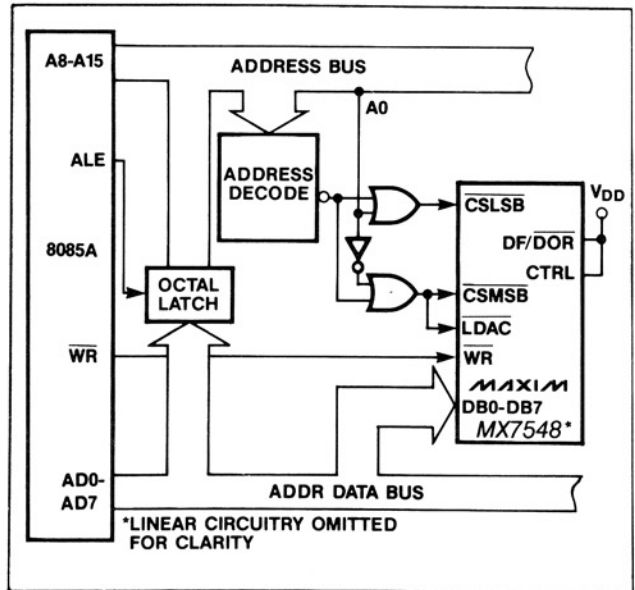 A8-A15
ADDRESS BUS
A0
ALE
ADDRESS
DECODE
CSLSB
VDD
DF/DOR
CTRL
8085A
OCTAL
LATCH
CSMSB
LDAC
WR
WR
MAXIM
DB0-DB7
MX7548*
AD0-
AD7
ADDR DATA BUS
*LINEAR CIRCUITRY OMITTED
FOR CLARITY